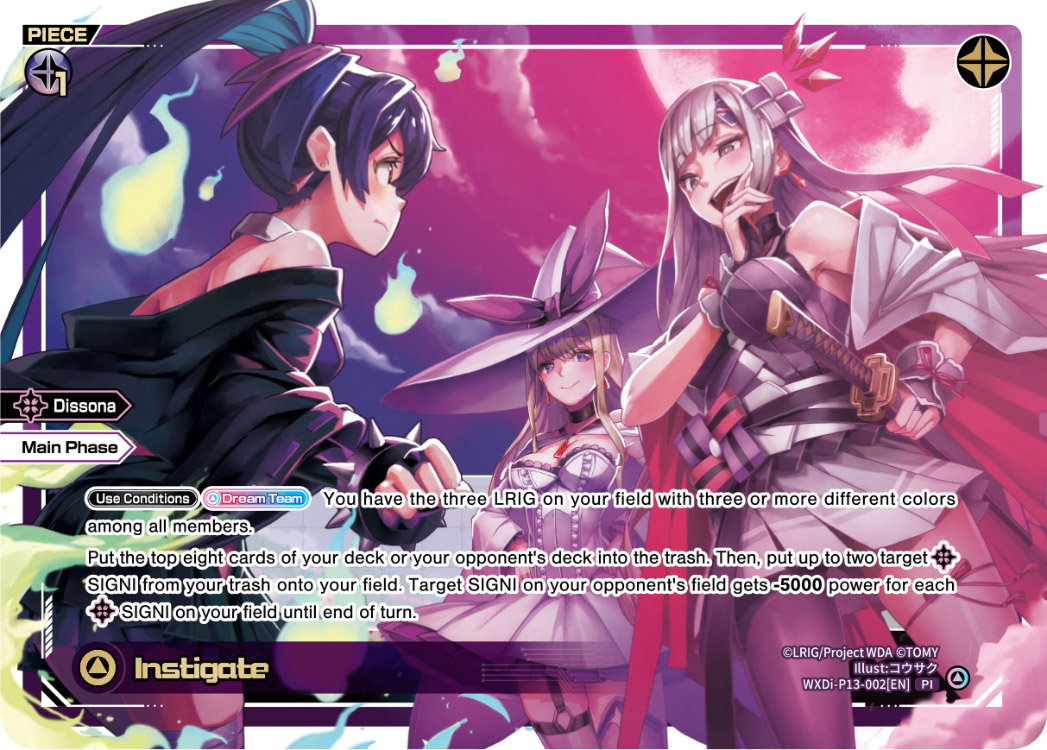 PIECE
1
Dissona
Main Phase
Use Conditions Dream Team You have the three LRIG on your field with three or more different colors
among all members.
Put the top eight cards of your deck or your opponent's deck into the trash. Then, put up to two target
SIGNI from your trash onto your field. Target SIGNI on your opponent's field gets -5000 power for each
SIGNI on your field until end of turn.
Instigate
©LRIG/Project WDA ©TOMY
Illust:コウサク
WXDi-P13-002[EN] PI